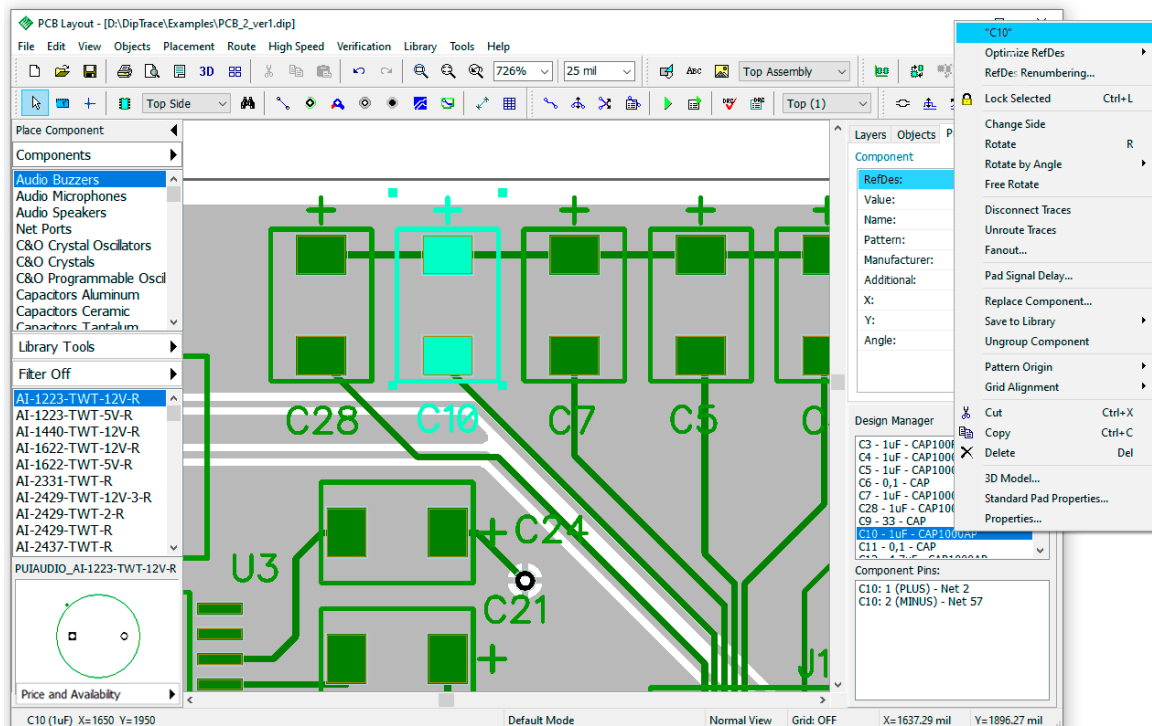 PCB Layout - [D:\DipTrace\Examples\PCB_2_ver1.dip]
File Edit View Objects Placement Route High Speed Verification Library Tools Help
3D 726% 25 mil ABC Top Assembly
Top Side Top (1)
Place Component
Components
Audio Buzzers
Audio Microphones
Audio Speakers
Net Ports
C&O Crystal Oscillators
C&O Crystals
C&O Programmable Oscil
Capacitors Aluminum
Capacitors Ceramic
Capacitors Tantalum
Library Tools
Filter Off
AI-1223-TWT-12V-R
AI-1223-TWT-5V-R
AI-1440-TWT-12V-R
AI-1622-TWT-12V-R
AI-1622-TWT-5V-R
AI-2331-TWT-R
AI-2429-TWT-12V-3-R
AI-2429-TWT-2-R
AI-2429-TWT-R
AI-2437-TWT-R
PUIAUDIO_AI-1223-TWT-12V-R
Price and Availability
+ + + + +
C28 C10 C7 C5 C
+ C24
U3
C21
+
J1
Layers Objects P
Component
RefDes:
Value:
Name:
Pattern:
Manufacturer:
Additional:
X:
Y:
Angle:
Design Manager
C3 - 1uF - CAP100
C4 - 1uF - CAP100
C5 - 1uF - CAP100
C6 - 0,1 - CAP
C7 - 1uF - CAP100
C28 - 1uF - CAP100
C9 - 33 - CAP
C10 - 1uF - CAP1000AP
C11 - 0,1 - CAP
Component Pins:
C10: 1 (PLUS) - Net 2
C10: 2 (MINUS) - Net 57
"C10"
Optimize RefDes
RefDes Renumbering...
Lock Selected Ctrl+L
Change Side
Rotate R
Rotate by Angle
Free Rotate
Disconnect Traces
Unroute Traces
Fanout...
Pad Signal Delay...
Replace Component...
Save to Library
Ungroup Component
Pattern Origin
Grid Alignment
Cut Ctrl+X
Copy Ctrl+C
Delete Del
3D Model...
Standard Pad Properties...
Properties...
C10 (1uF) X=1650 Y=1950 Default Mode Normal View Grid: OFF X=1637.29 mil Y=1896.27 mil